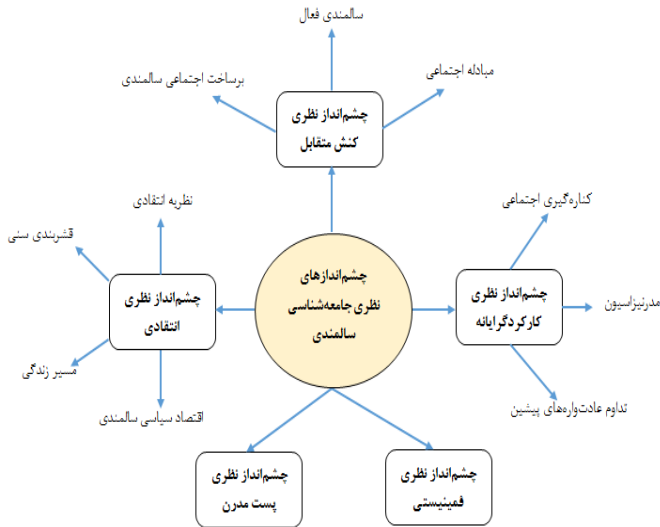 سالمندی فعال
مبادله اجتماعی
برساخت اجتماعی سالمندی
چشم‌انداز نظری
کنش متقابل
کناره‌گیری اجتماعی
نظریه انتقادی
قشربندی سنی
چشم‌اندازهای
نظری جامعه‌شناسی
سالمندی
چشم‌انداز نظری
کارکردگرایانه
مدرنیزاسیون
چشم‌انداز نظری
انتقادی
مسیر زندگی
تداوم عادت‌واره‌های پیشین
اقتصاد سیاسی سالمندی
چشم‌انداز نظری
فمینیستی
چشم‌انداز نظری
پست مدرن